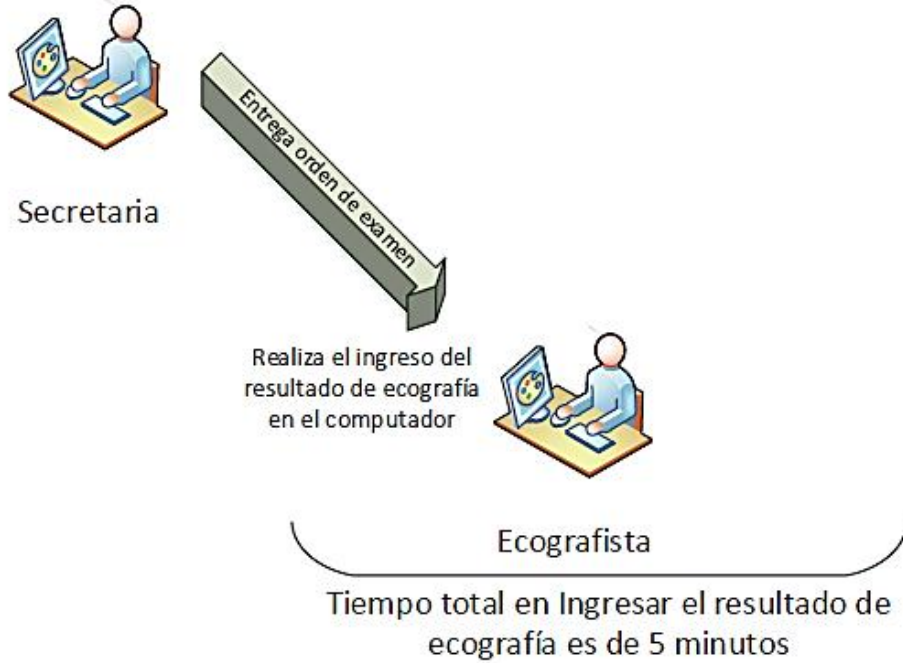 Secretaria
Entrega orden de examen
Realiza el ingreso del
resultado de ecografía
en el computador
Ecografista
Tiempo total en Ingresar el resultado de
ecografía es de 5 minutos